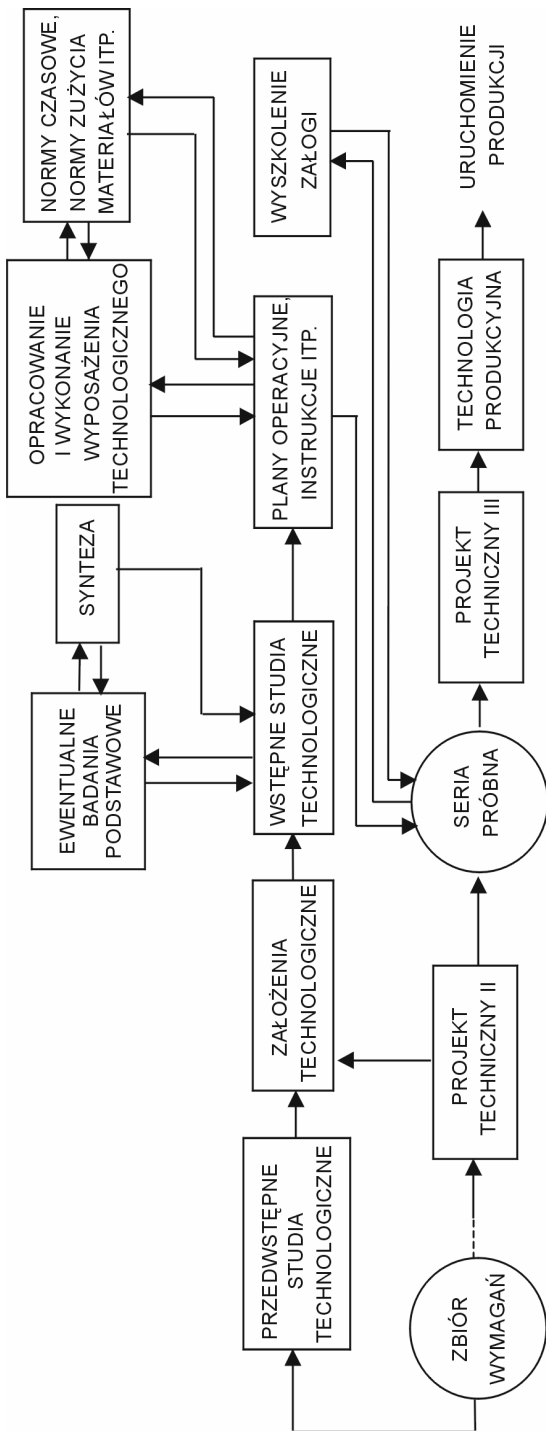 ZBIÓR
WYMAGAŃ
PRZEDWSTĘPNE
STUDIA
TECHNOLOGICZNE
PROJEKT
TECHNICZNY II
ZAŁOŻENIA
TECHNOLOGICZNE
EWENTUALNE
BADANIA
PODSTAWOWE
SYNTEZA
WSTĘPNE STUDIA
TECHNOLOGICZNE
SERIA
PRÓBNA
OPRACOWANIE
I WYKONANIE
WYPOSAŻENIA
TECHNOLOGICZNEGO
NORMY CZASOWE,
NORMY ZUŻYCIA
MATERIAŁÓW ITP.
PLANY OPERACYJNE,
INSTRUKCJE ITP.
WYSZKOLENIE
ZAŁOGI
PROJEKT
TECHNICZNY III
TECHNOLOGIA
PRODUKCYJNA
URUCHOMIENIE
PRODUKCJI